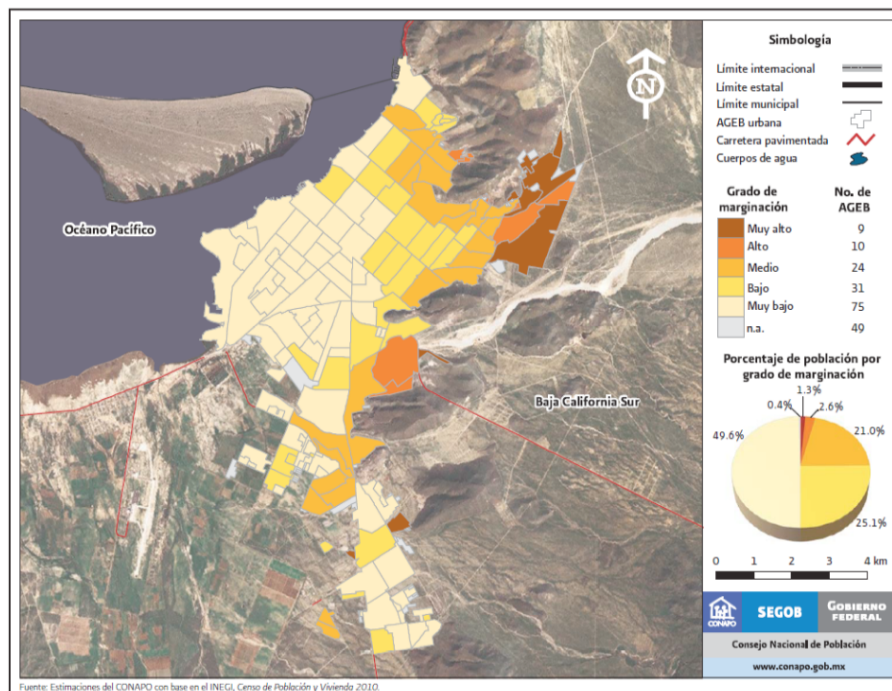 Océano Pacífico
Baja California Sur
N
Simbología
Límite internacional
Límite estatal
Límite municipal
AGEB urbana
Carretera pavimentada
Cuerpos de agua
Grado de marginación No. de AGEB
Muy alto 9
Alto 10
Medio 24
Bajo 31
Muy bajo 75
n.a. 49
Porcentaje de población por
grado de marginación
1.3%
0.4% 2.6%
49.6% 21.0%
25.1%
0 1 2 3 4 km
CONAPO SEGOB GOBIERNO FEDERAL
Consejo Nacional de Población
www.conapo.gob.mx
Fuente: Estimaciones del CONAPO con base en el INEGI, Censo de Población y Vivienda 2010.